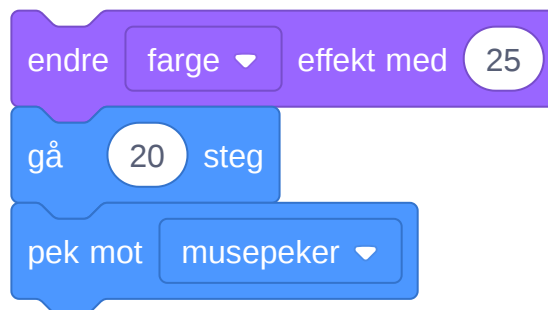 endre farge effekt med 25
gå 20 steg
pek mot musepeker